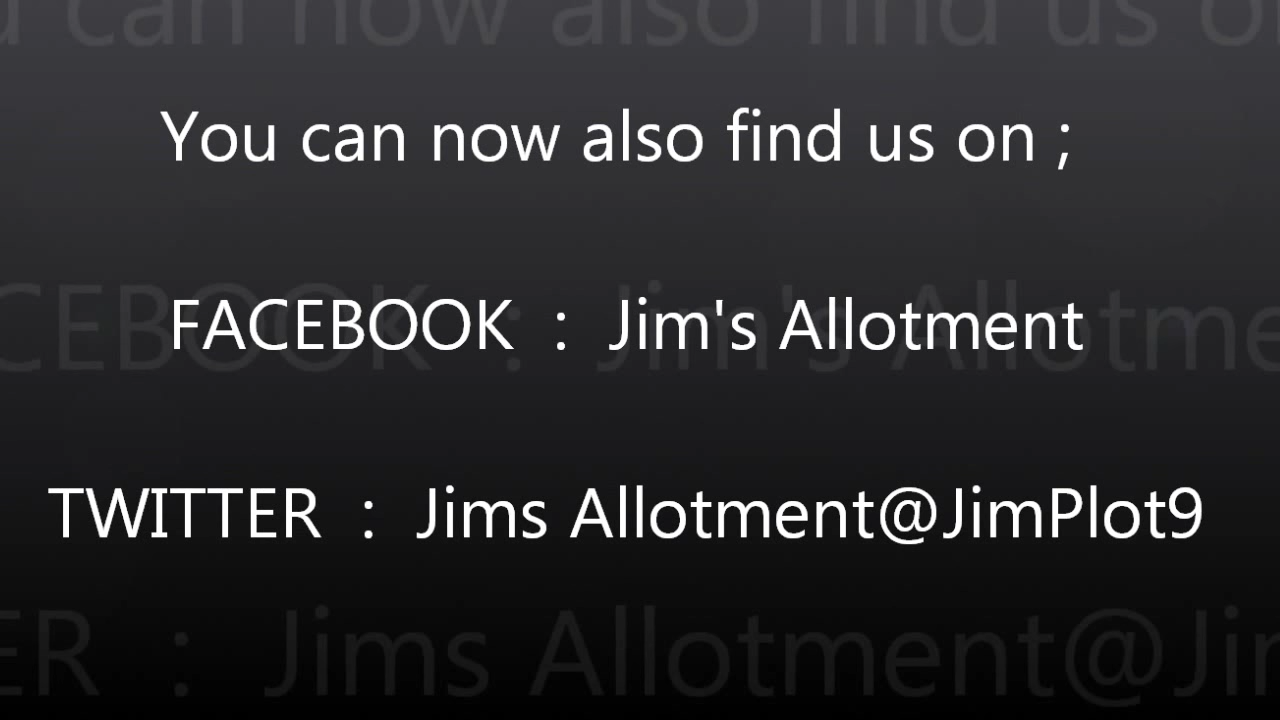 You can now also find us on ;
FACEBOOK : Jim's Allotment
TWITTER : Jims Allotment@JimPlot9